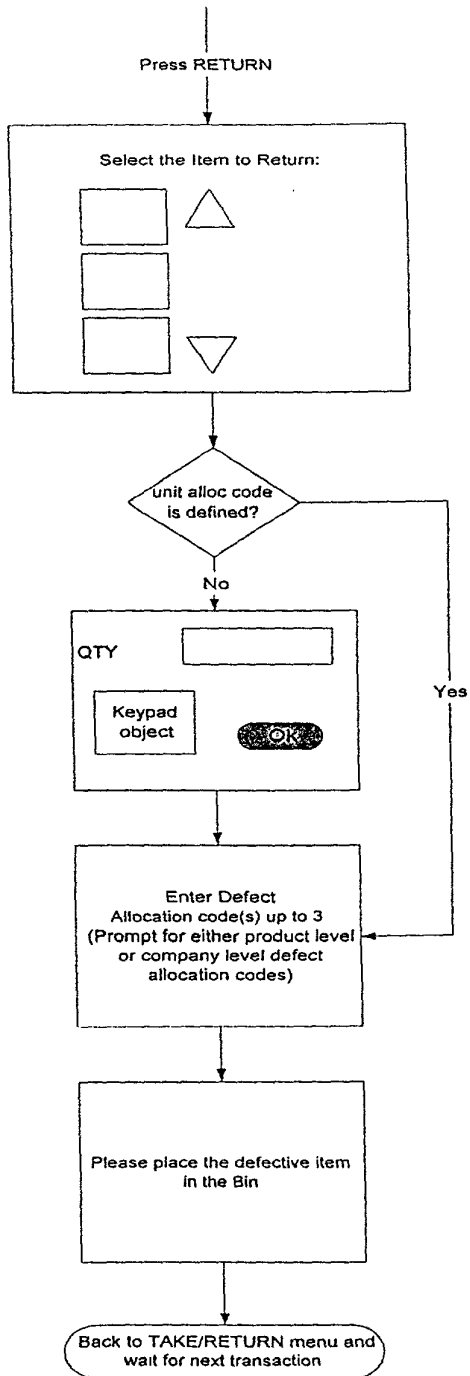 Press RETURN
Select the Item to Return:
unit alloc code
is defined?
No
Yes
QTY
Keypad
object
OK
Enter Defect
Allocation code(s) up to 3
(Prompt for either product level
or company level defect
allocation codes)
Please place the defective item
in the Bin
Back to TAKE/RETURN menu and
wait for next transaction